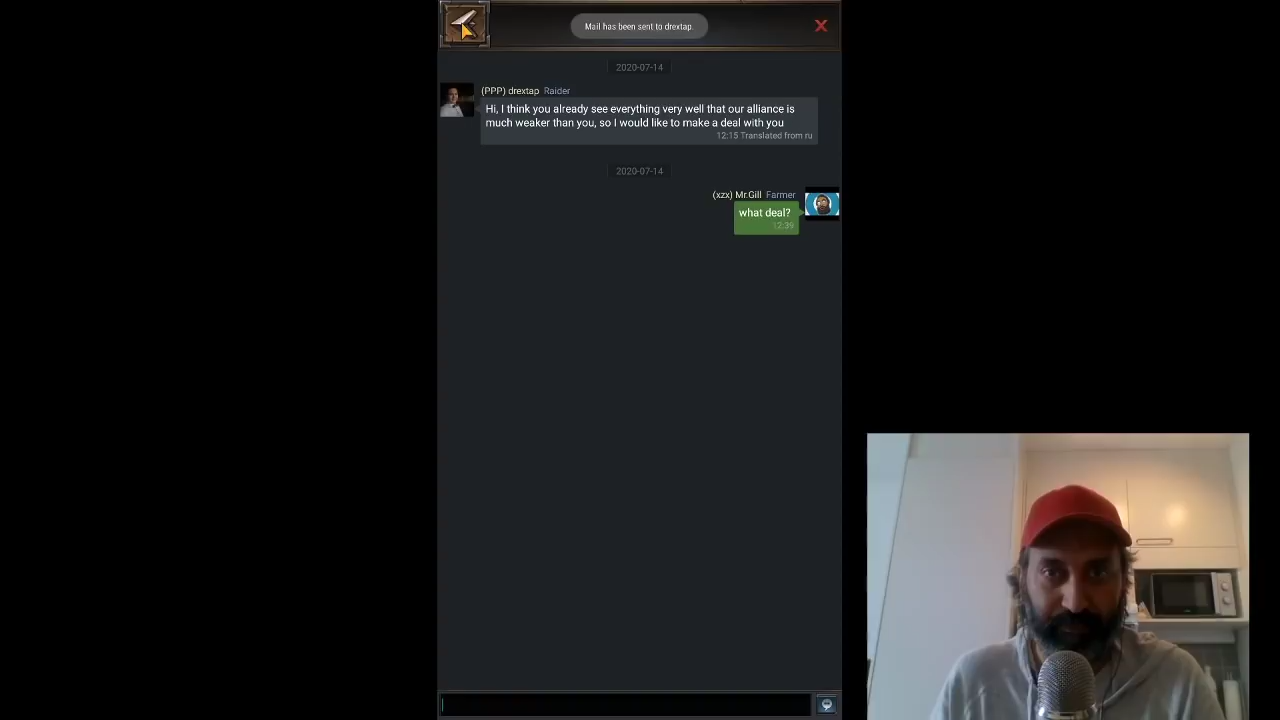 Mail has been sent to drextap.
2020-07-14
(PPP) drextap Raider
Hi, I think you already see everything very well that our alliance is
much weaker than you, so I would like to make a deal with you
12:15 Translated from ru
2020-07-14
(xzx) Mr.Gill Farmer
what deal?
12:39